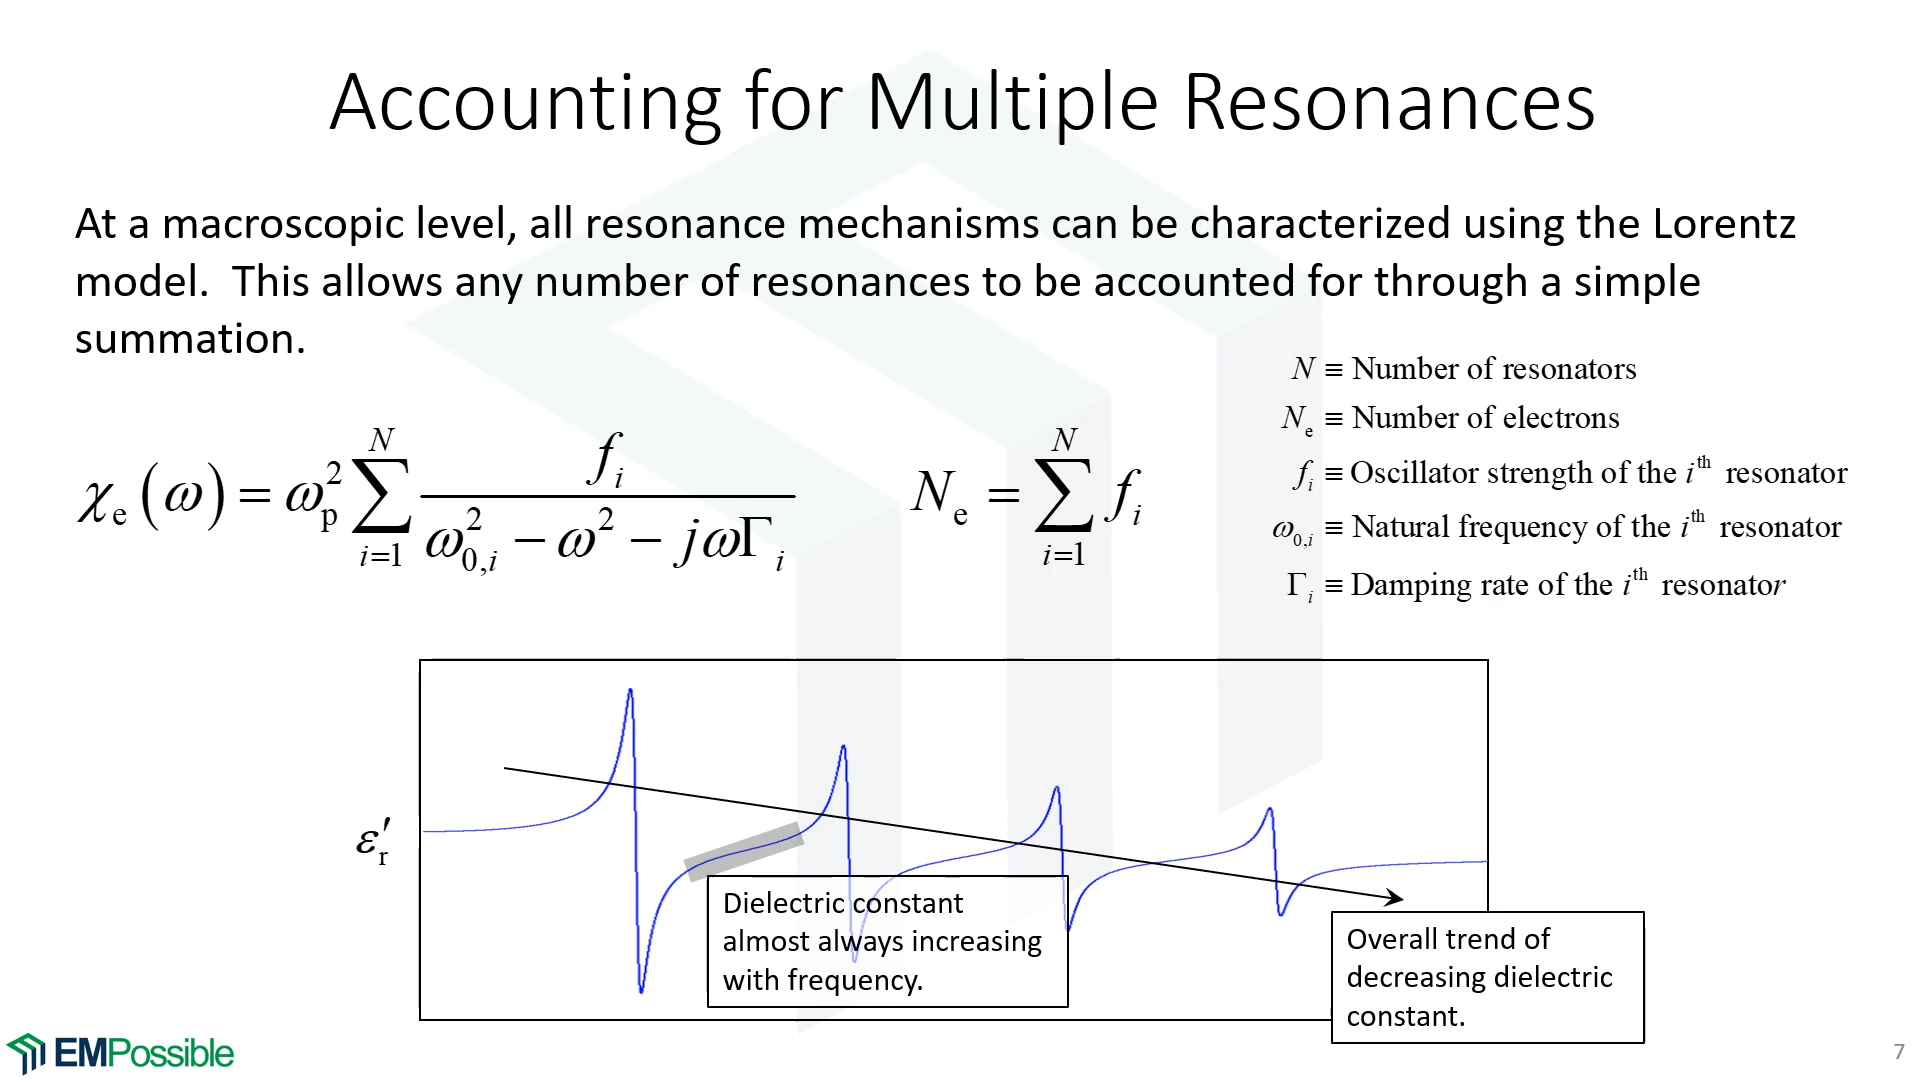 Accounting for Multiple Resonances
At a macroscopic level, all resonance mechanisms can be characterized using the Lorentz
model.  This allows any number of resonances to be accounted for through a simple
summation.
N ≡ Number of resonators
Nₑ ≡ Number of electrons
fᵢ ≡ Oscillator strength of the iᵗʰ resonator
ω₀,ᵢ ≡ Natural frequency of the iᵗʰ resonator
Γᵢ ≡ Damping rate of the iᵗʰ resonator
χₑ(ω) = ωₚ² ∑_{i=1}^{N} fᵢ / (ω₀,ᵢ² − ω² − jωΓᵢ)
Nₑ = ∑_{i=1}^{N} fᵢ
ε′ᵣ
Dielectric constant
almost always increasing
with frequency.
Overall trend of
decreasing dielectric
constant.
EMPossible
7